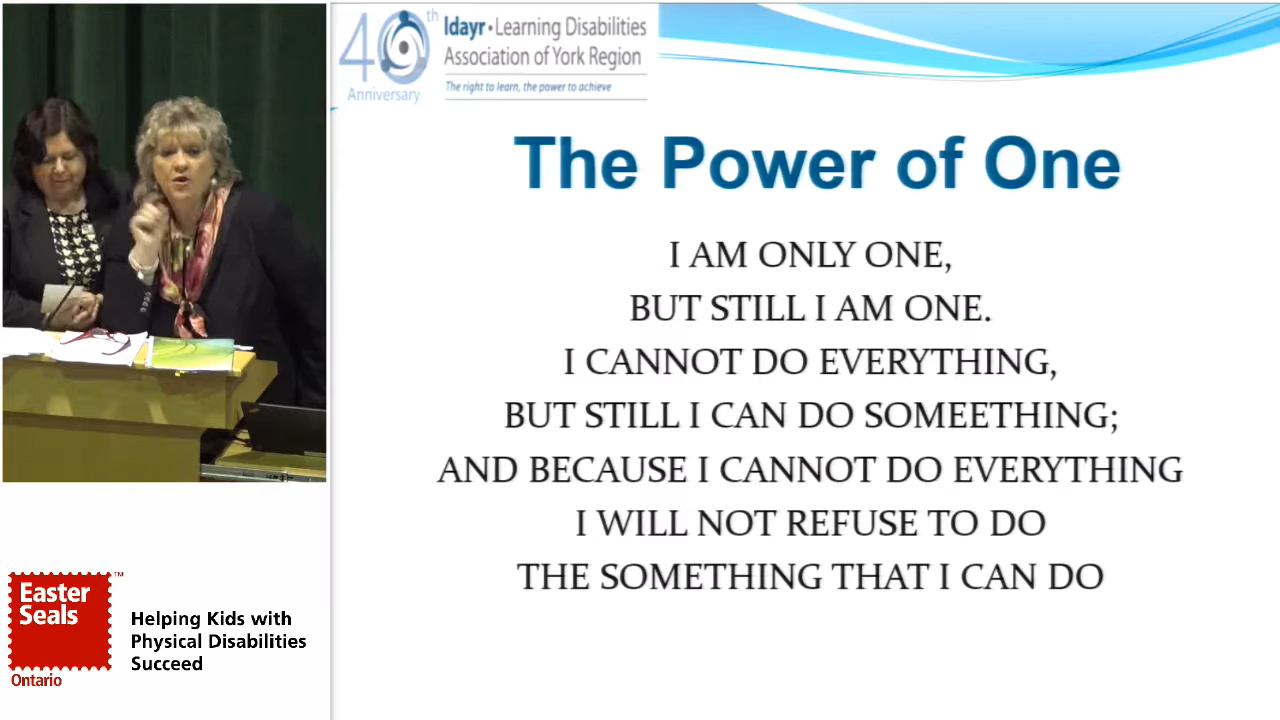 40th Anniversary
ldayr • Learning Disabilities
Association of York Region
The right to learn, the power to achieve
The Power of One
I AM ONLY ONE,
BUT STILL I AM ONE.
I CANNOT DO EVERYTHING,
BUT STILL I CAN DO SOMEETHING;
AND BECAUSE I CANNOT DO EVERYTHING
I WILL NOT REFUSE TO DO
THE SOMETHING THAT I CAN DO
Easter
Seals
™
Ontario
Helping Kids with
Physical Disabilities
Succeed